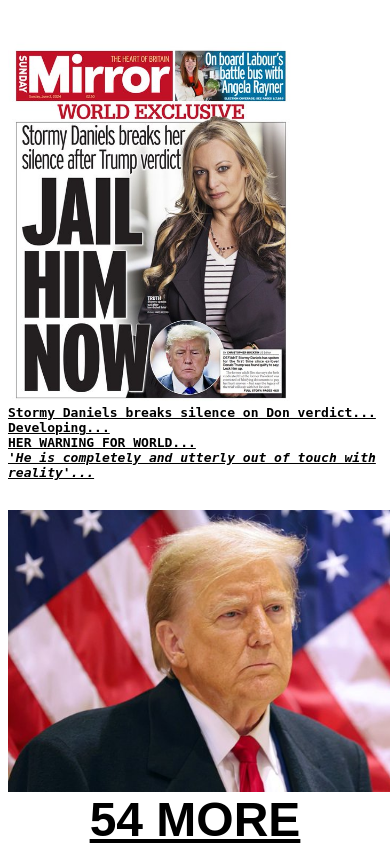 SUNDAY
Mirror
THE HEART OF BRITAIN
On board Labour's
battle bus with
Angela Rayner
WORLD EXCLUSIVE
Stormy Daniels breaks her
silence after Trump verdict
JAIL
HIM
NOW
TRUTH
Stormy Daniels breaks silence on Don verdict...
Developing...
HER WARNING FOR WORLD...
'He is completely and utterly out of touch with
reality'...
54 MORE